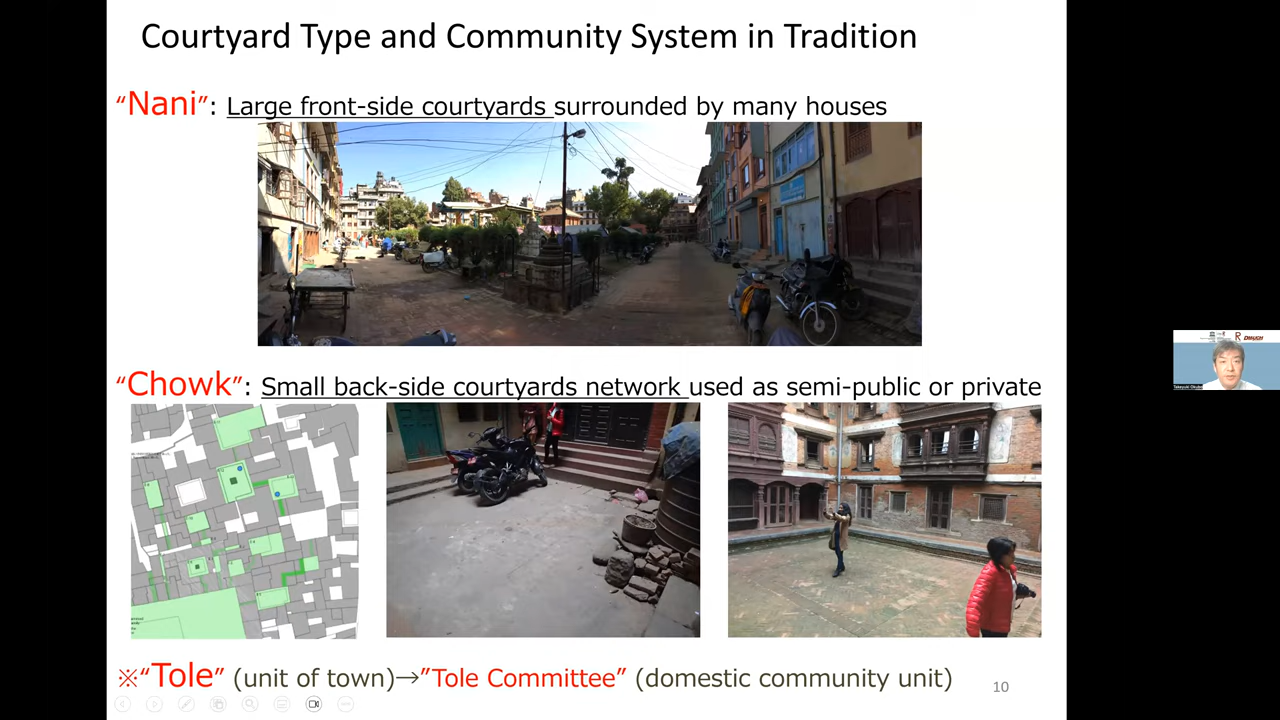 Courtyard Type and Community System in Tradition
“Nani”: Large front-side courtyards surrounded by many houses
“Chowk”: Small back-side courtyards network used as semi-public or private
※“Tole” (unit of town)→”Tole Committee” (domestic community unit)
10